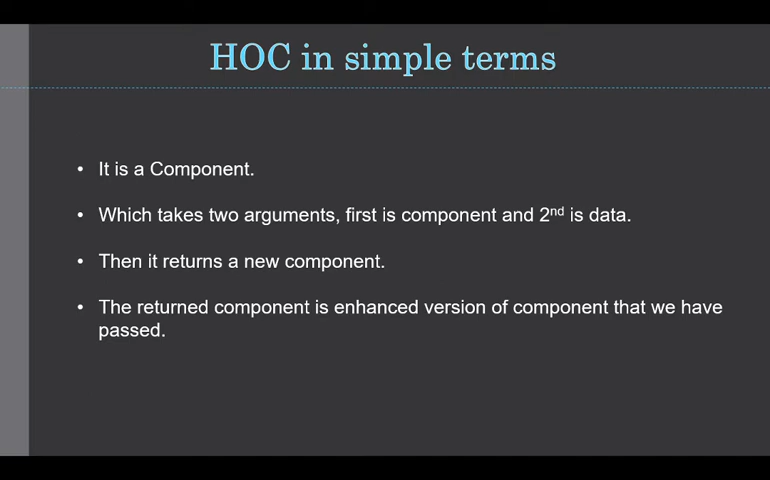 HOC in simple terms
• It is a Component.
• Which takes two arguments, first is component and 2nd is data.
• Then it returns a new component.
• The returned component is enhanced version of component that we have
passed.